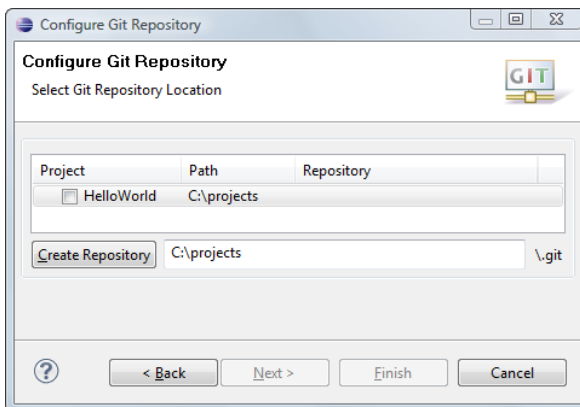 Configure Git Repository
Configure Git Repository
Select Git Repository Location
GIT
Project Path Repository
HelloWorld C:\projects
Create Repository C:\projects \.git
? < Back Next > Finish Cancel